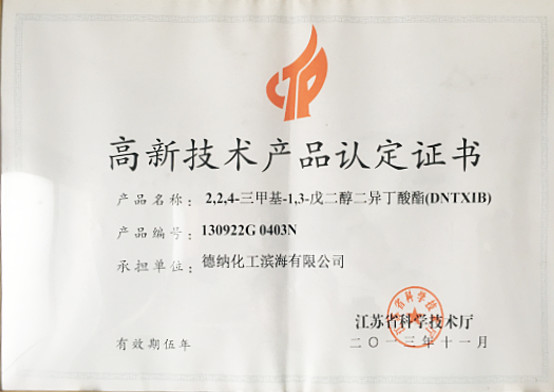 高新技术产品认定证书
产品名称： 2,2,4-三甲基-1,3-戊二醇二异丁酸酯(DNTXIB)
产品编号： 130922G 0403N
承担单位： 德纳化工滨海有限公司
江苏省科学技术厅
二〇一三年十一月
有效期伍年